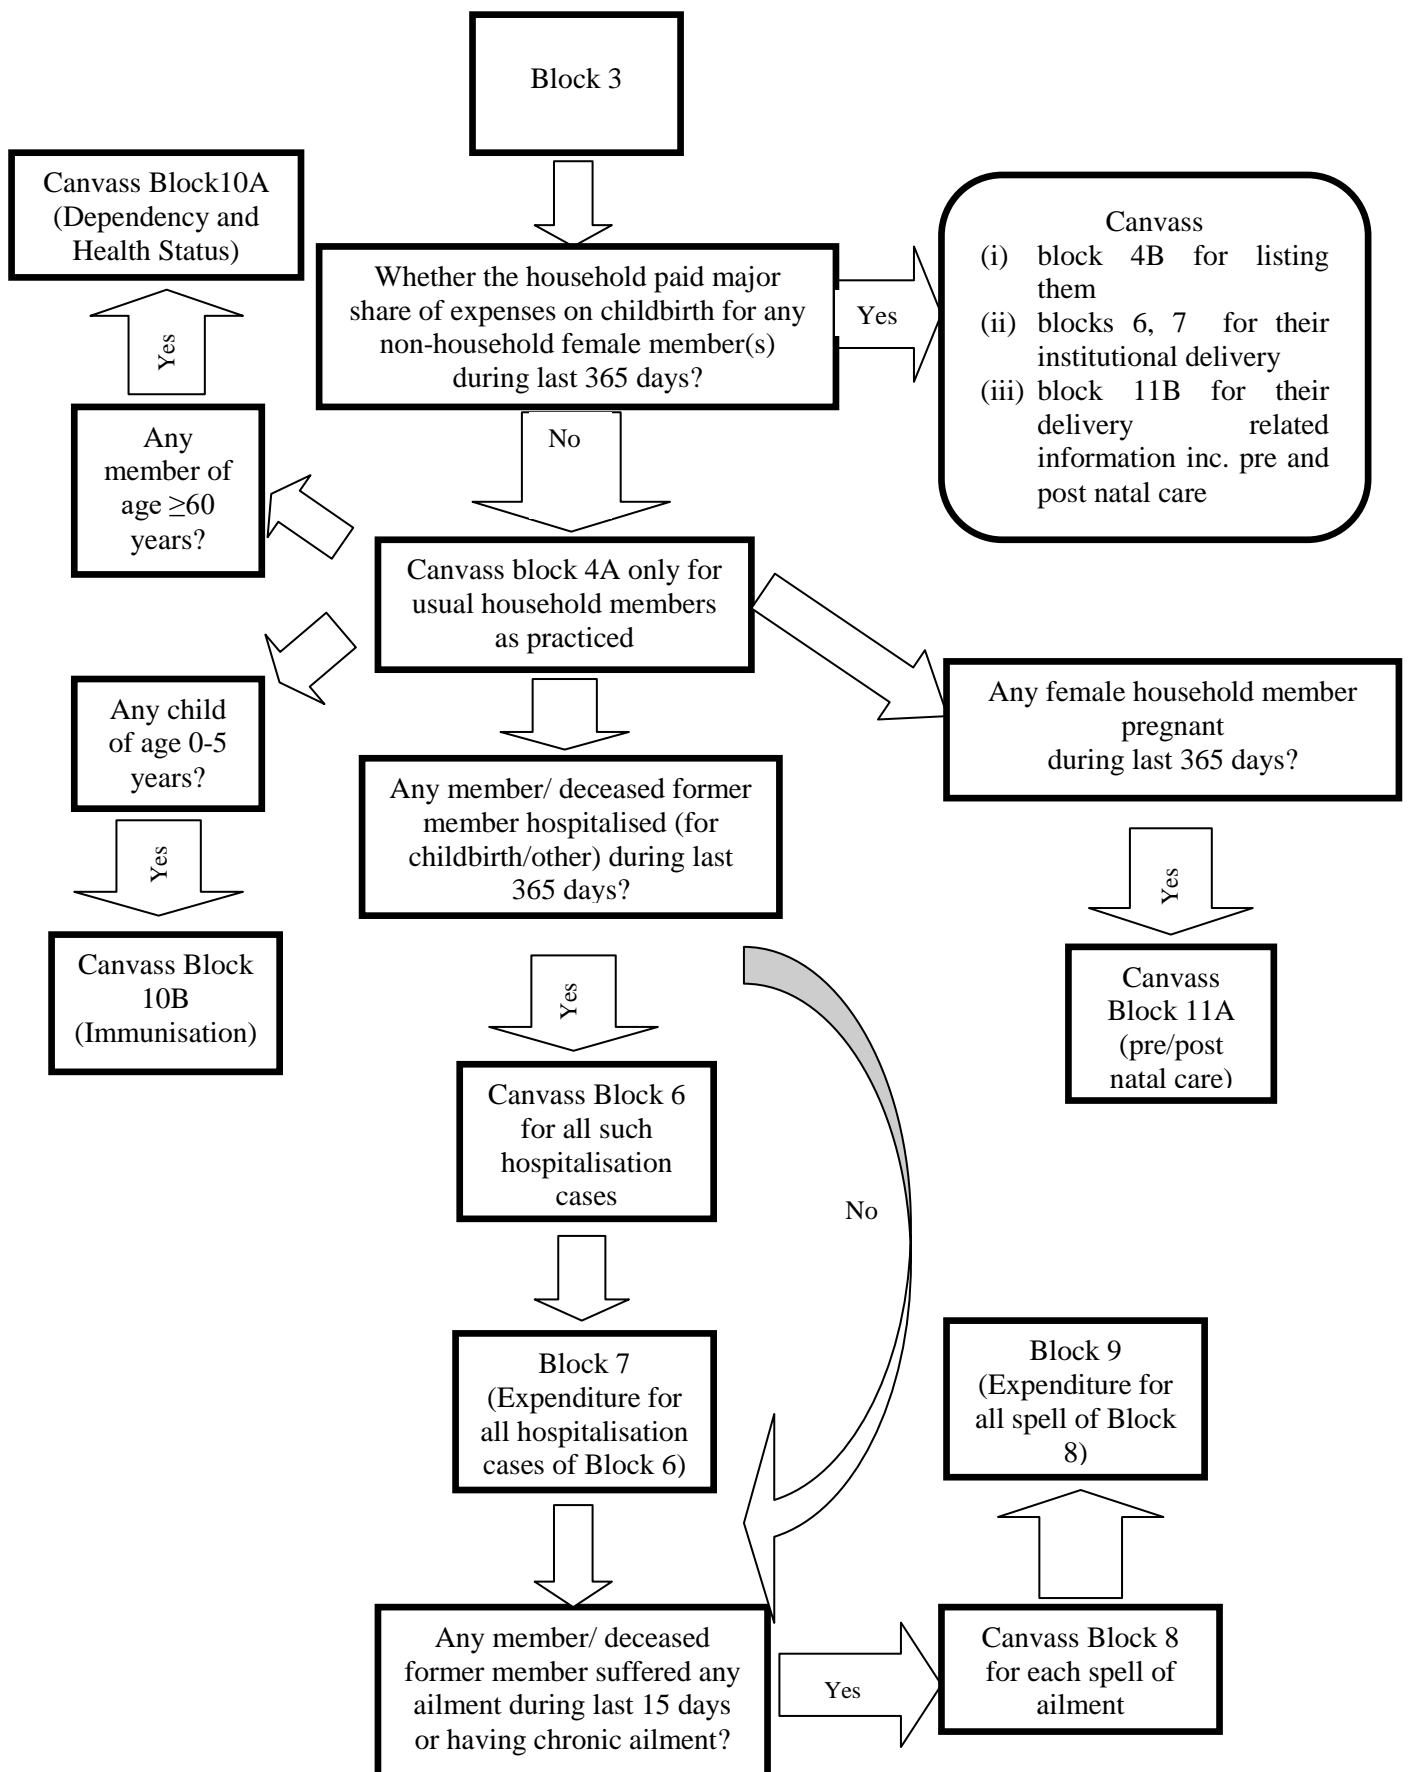 Block 3
Canvass Block10A
(Dependency and
Health Status)
Whether the household paid major
share of expenses on childbirth for any
non-household female member(s)
during last 365 days?
Yes
Canvass
(i) block 4B for listing
them
(ii) blocks 6, 7 for their
institutional delivery
(iii) block 11B for their
delivery related
information inc. pre and
post natal care
Yes
No
Any
member of
age ≥60
years?
Canvass block 4A only for
usual household members
as practiced
Any child
of age 0-5
years?
Any female household member
pregnant
during last 365 days?
Any member/ deceased former
member hospitalised (for
childbirth/other) during last
365 days?
Yes
Yes
Canvass Block
10B
(Immunisation)
Canvass
Block 11A
(pre/post
natal care)
Yes
Canvass Block 6
for all such
hospitalisation
cases
No
Block 7
(Expenditure for
all hospitalisation
cases of Block 6)
Block 9
(Expenditure for
all spell of Block
8)
Any member/ deceased
former member suffered any
ailment during last 15 days
or having chronic ailment?
Yes
Canvass Block 8
for each spell of
ailment